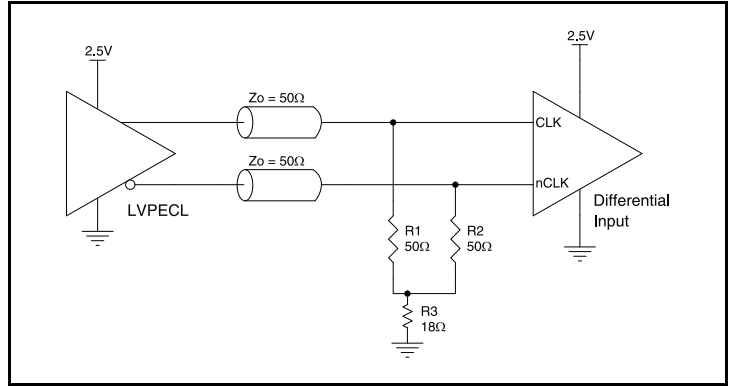 2.5V
2.5V
Zo = 50Ω
CLK
Zo = 50Ω
nCLK
LVPECL
Differential
Input
R1
50Ω
R2
50Ω
R3
18Ω